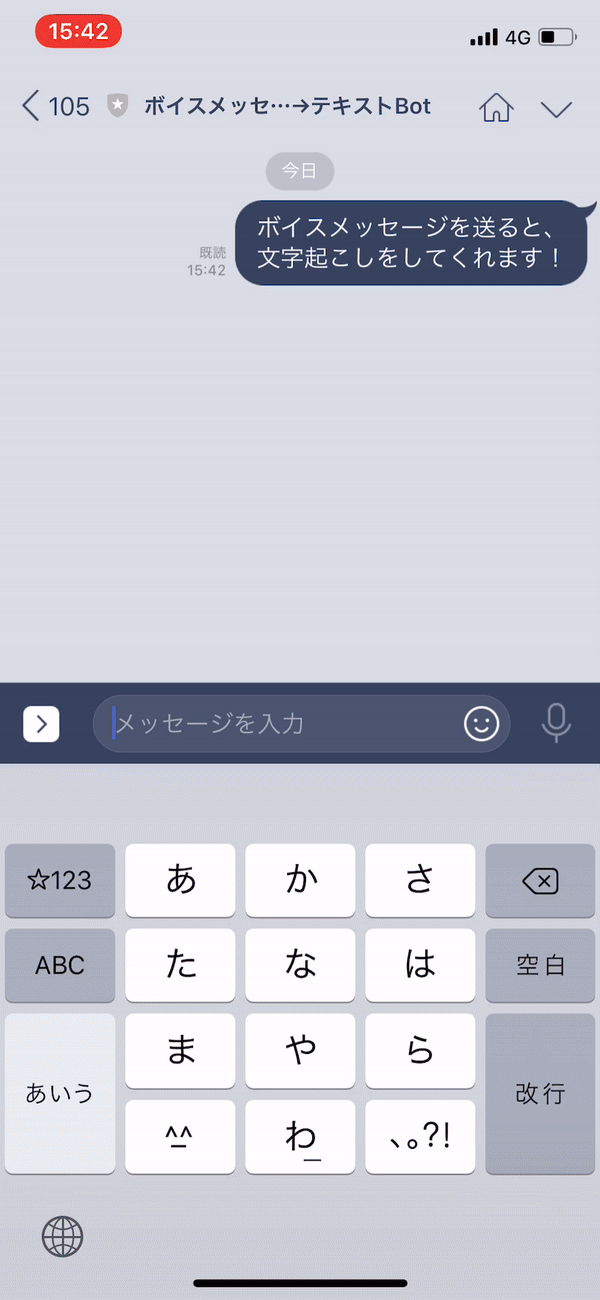 15:42
4G
105 ボイスメッセ…→テキストBot
今日
ボイスメッセージを送ると、
文字起こしをしてくれます！
既読
15:42
メッセージを入力
☆123 あ か さ
ABC た な は 空白
ま や ら
あいう 改行
^^ わ 、。?!